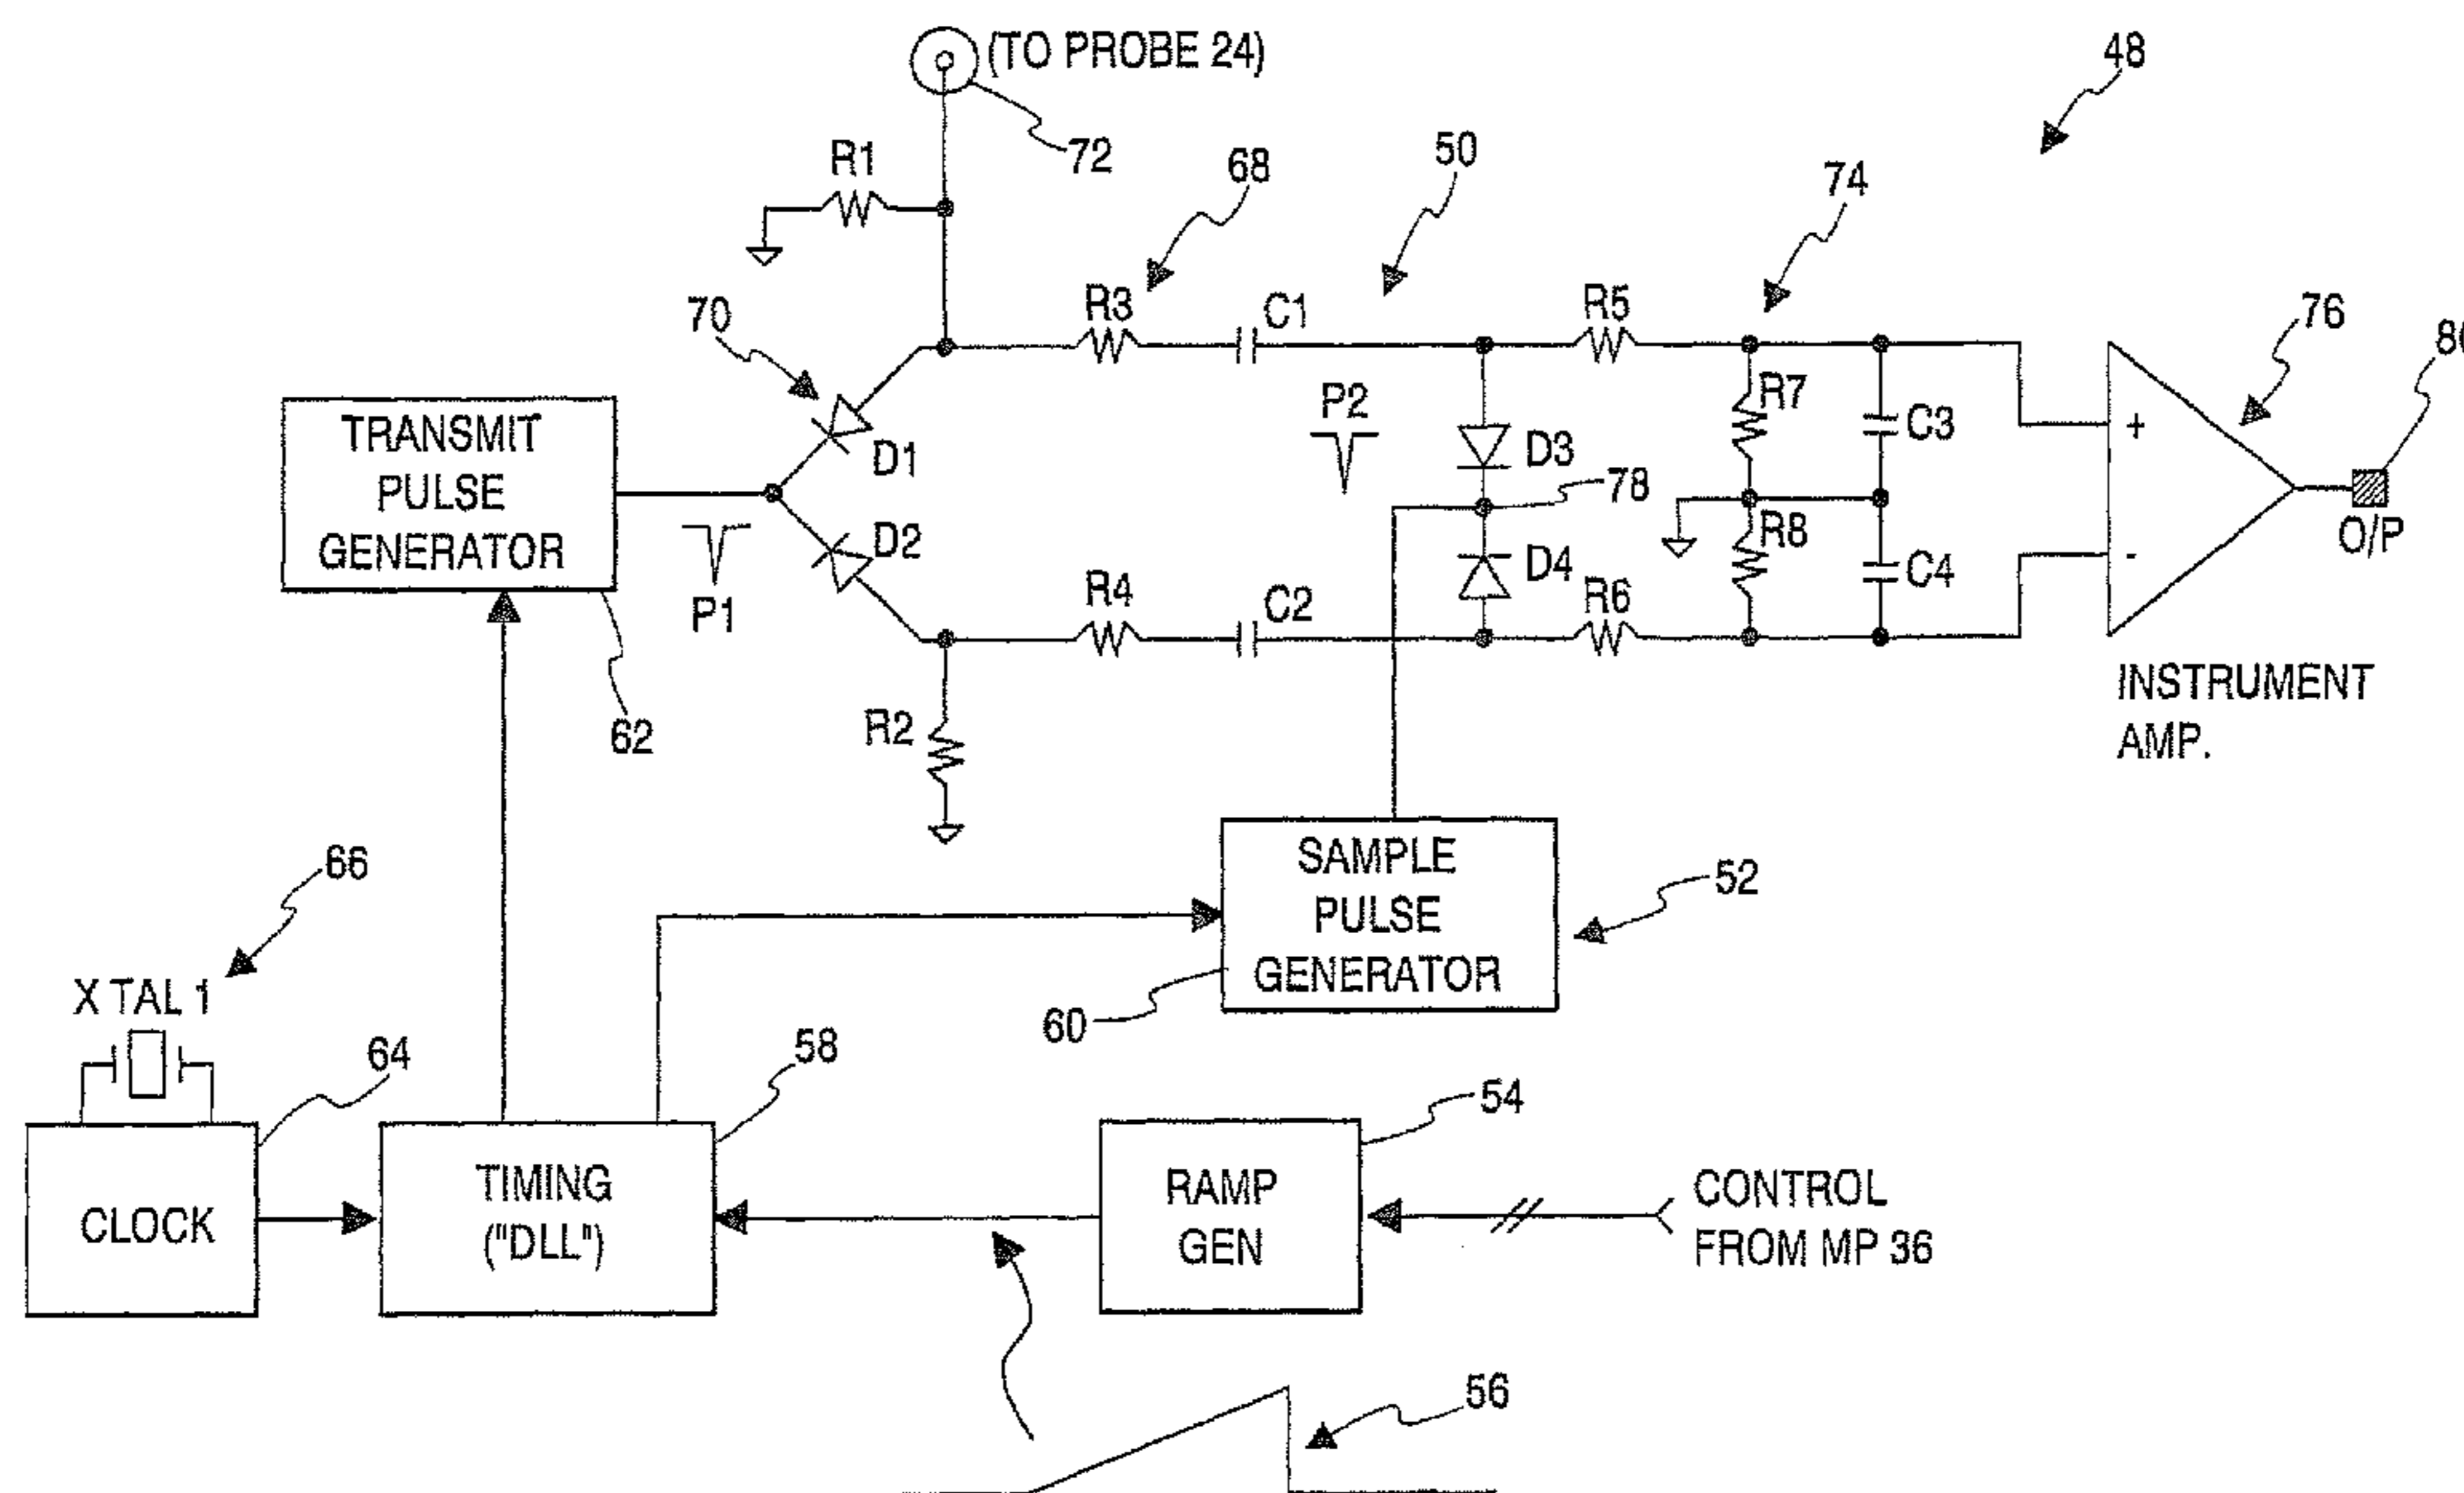 (TO PROBE 24)
48
72
R1
68
50
74
70
R3
C1
R5
76
TRANSMIT
PULSE
GENERATOR
P2
R7
C3
+
D1
D3
78
P1
D2
R8
O/P
D4
-
R4
C2
R6
C4
62
R2
INSTRUMENT
AMP.
66
SAMPLE
PULSE
GENERATOR
52
X TAL 1
60
64
58
54
CLOCK
TIMING
("DLL")
RAMP
GEN
CONTROL
FROM MP 36
56